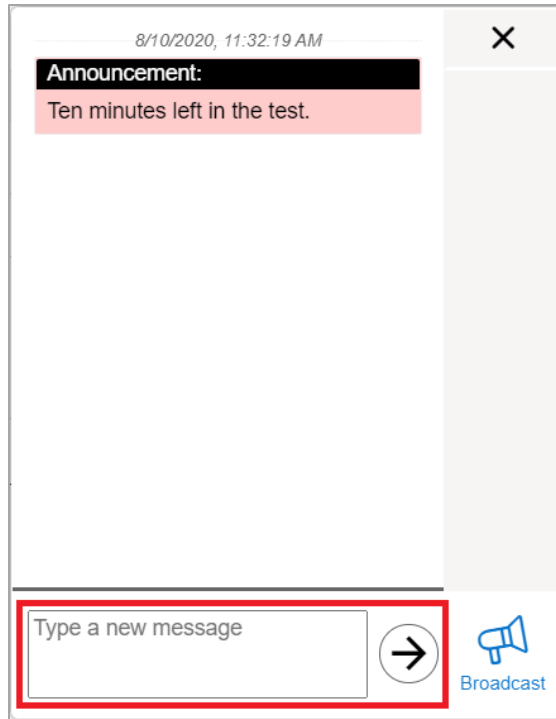 8/10/2020, 11:32:19 AM
Announcement:
Ten minutes left in the test.
Type a new message
Broadcast